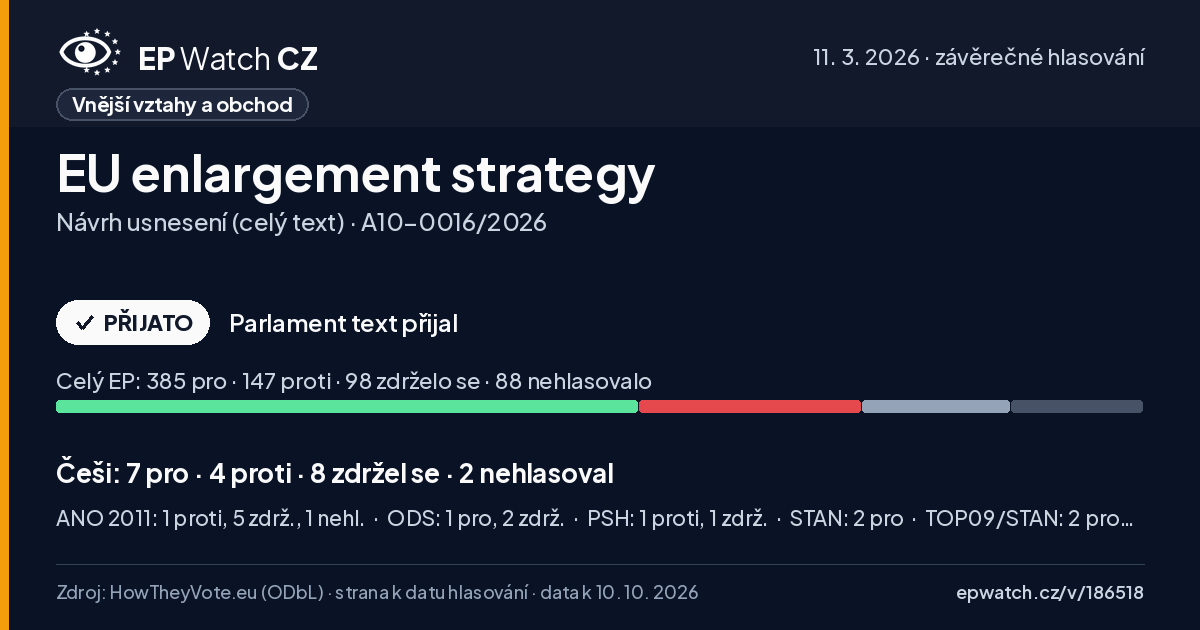 EP Watch CZ
11. 3. 2026 · závěrečné hlasování
Vnější vztahy a obchod
EU enlargement strategy
Návrh usnesení (celý text) · A10-0016/2026
✓ PŘIJATO
Parlament text přijal
Celý EP: 385 pro · 147 proti · 98 zdrželo se · 88 nehlasovalo
Češi: 7 pro · 4 proti · 8 zdržel se · 2 nehlasoval
ANO 2011: 1 proti, 5 zdrž., 1 nehl. · ODS: 1 pro, 2 zdrž. · PSH: 1 proti, 1 zdrž. · STAN: 2 pro · TOP09/STAN: 2 pro…
Zdroj: HowTheyVote.eu (ODbL) · strana k datu hlasování · data k 10. 10. 2026
epwatch.cz/v/186518